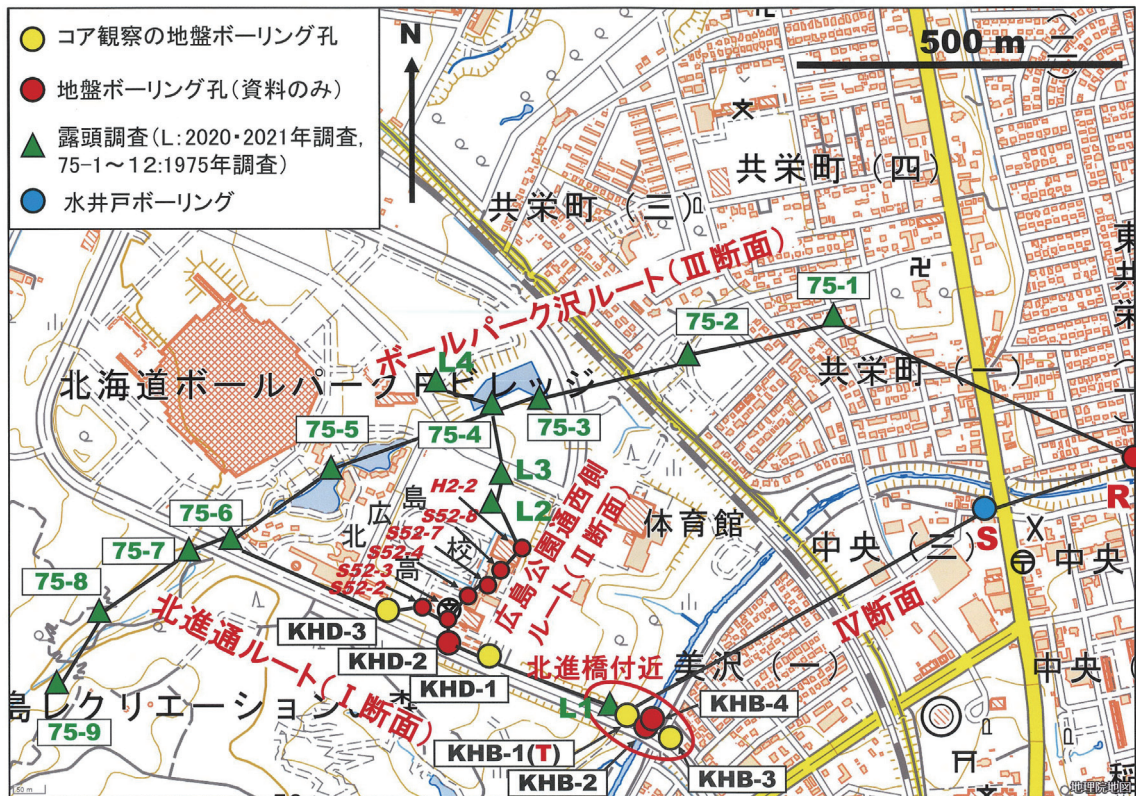 コア観察の地盤ボーリング孔
地盤ボーリング孔(資料のみ)
露頭調査(L:2020・2021年調査,
75-1～12:1975年調査)
水井戸ボーリング
N
500 m
共栄町(四)
共栄町(三)
東共栄
ボールパーク沢ルート(Ⅲ断面)
75-1
75-2
共栄町(一)
L4
北海道ボールパークFビレッジ
75-3
75-4
75-5
L3
H2-2
L2
S52-8
S52-7
S52-4
S52-3
S52-2
北広島高校
広島公園通西側
ルート(Ⅱ断面)
体育館
R
S
中央(三)
中央
75-6
75-7
75-8
75-9
北進通ルート(Ⅰ断面)
KHD-3
KHD-2
KHD-1
Ⅳ断面
北進橋付近
美沢(一)
中央(
L1
KHB-4
KHB-1(T)
KHB-2
KHB-3
島レクリエーション
50 m
地理院地図